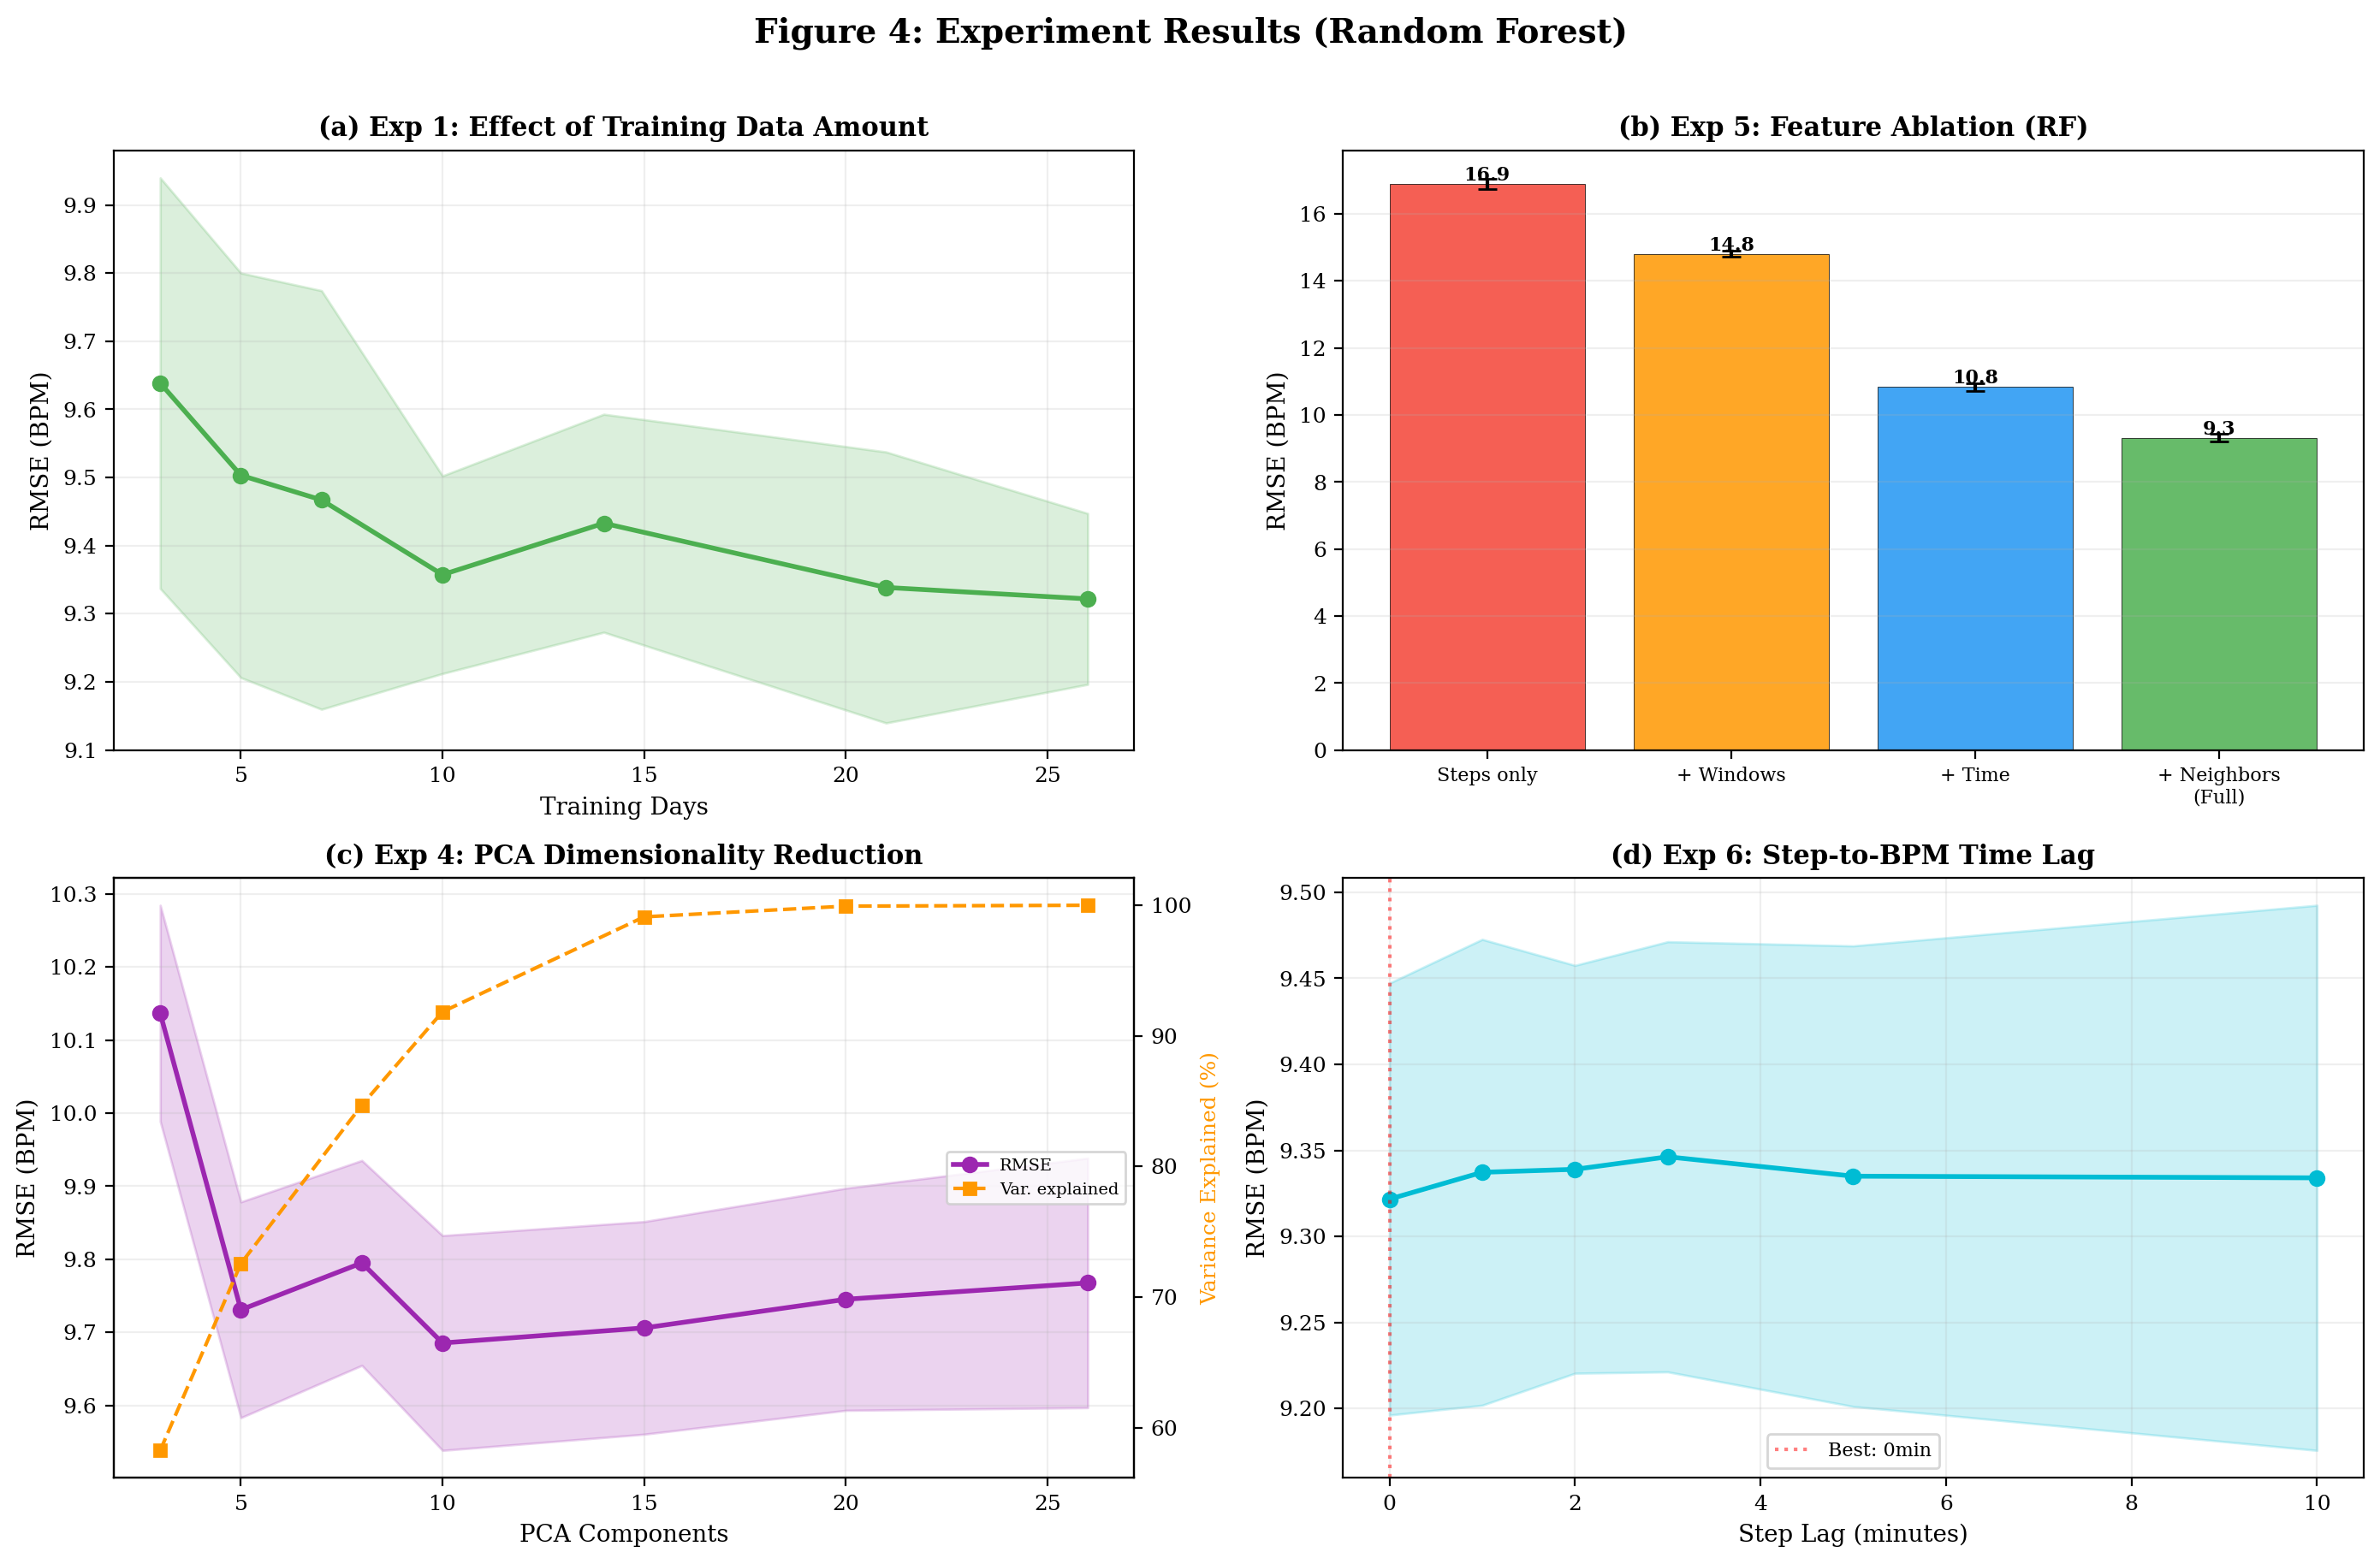 Figure 4: Experiment Results (Random Forest)
(a) Exp 1: Effect of Training Data Amount
RMSE (BPM)
9.9
9.8
9.7
9.6
9.5
9.4
9.3
9.2
9.1
5 10 15 20 25
Training Days
(b) Exp 5: Feature Ablation (RF)
RMSE (BPM)
16
14
12
10
8
6
4
2
0
16.9
14.8
10.8
9.3
Steps only + Windows + Time + Neighbors
(Full)
(c) Exp 4: PCA Dimensionality Reduction
RMSE (BPM)
10.3
10.2
10.1
10.0
9.9
9.8
9.7
9.6
100
90
80
70
60
Variance Explained (%)
RMSE
Var. explained
5 10 15 20 25
PCA Components
(d) Exp 6: Step-to-BPM Time Lag
RMSE (BPM)
9.50
9.45
9.40
9.35
9.30
9.25
9.20
Best: 0min
0 2 4 6 8 10
Step Lag (minutes)